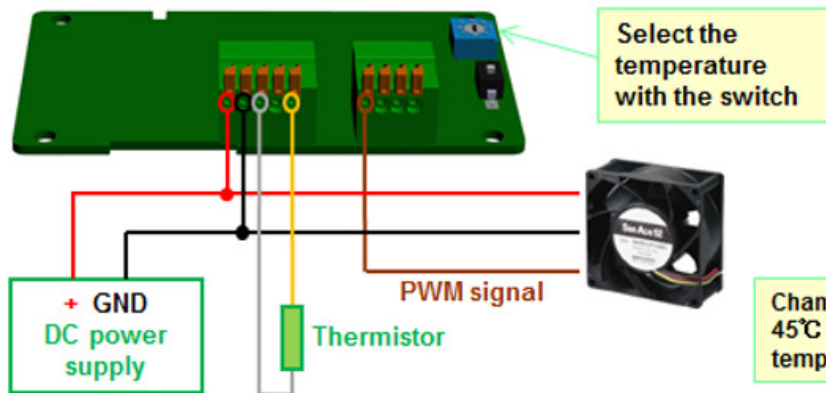 Select the
temperature
with the switch
SAN ACE 92
PWM signal
+ GND
DC power
supply
Thermistor
Chan
45℃
temp